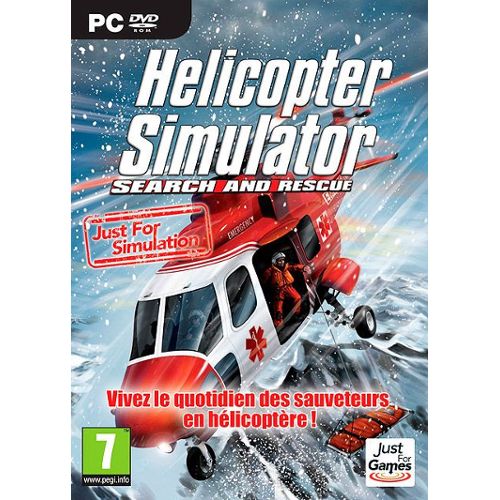 PC DVD
ROM
Helicopter
Simulator
SEARCH AND RESCUE
Just For
Simulation
EMERGENCY
Vivez le quotidien des sauveteurs
en hélicoptère !
7
www.pegi.info
Just
For
Games